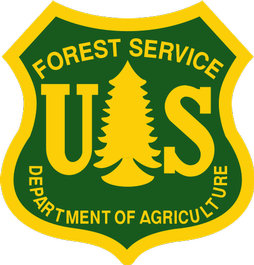 FOREST SERVICE
U S
DEPARTMENT OF AGRICULTURE